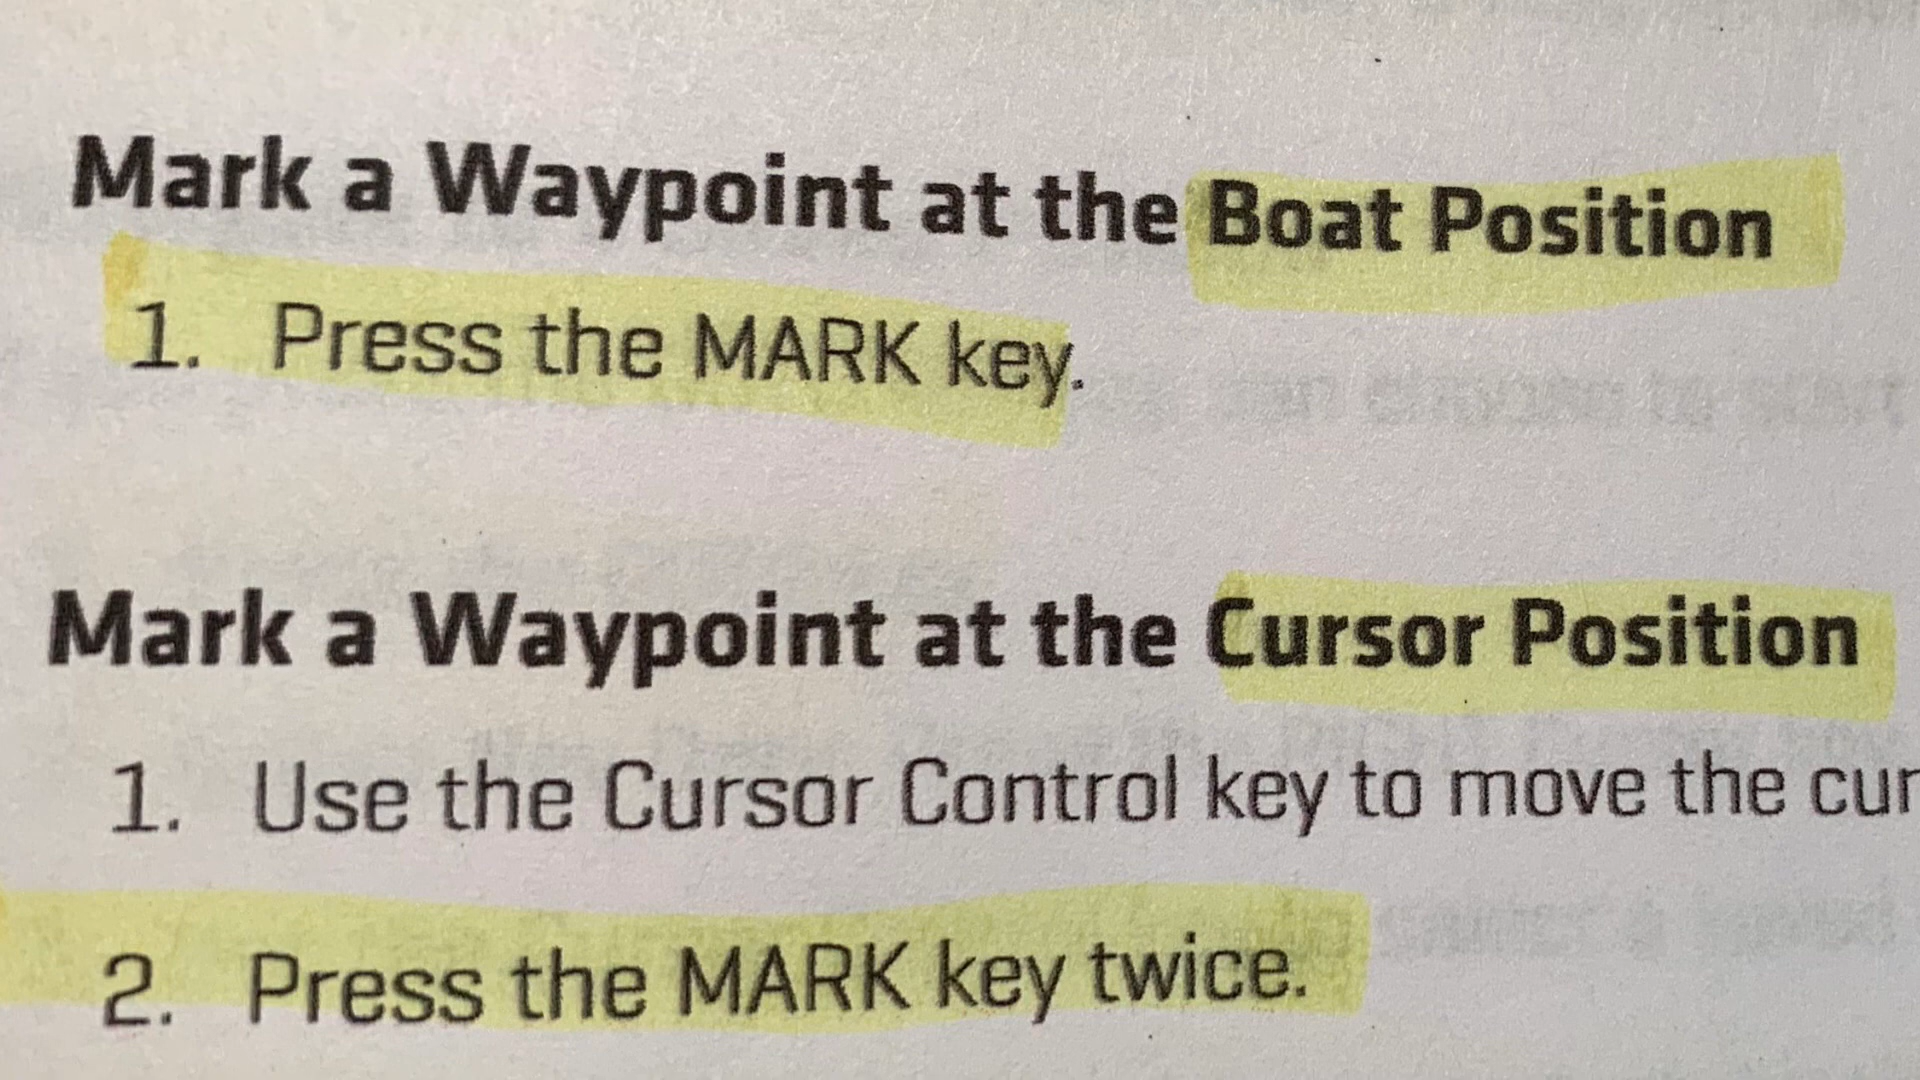 Mark a Waypoint at the Boat Position
1. Press the MARK key.
Mark a Waypoint at the Cursor Position
1. Use the Cursor Control key to move the cur
2. Press the MARK key twice.